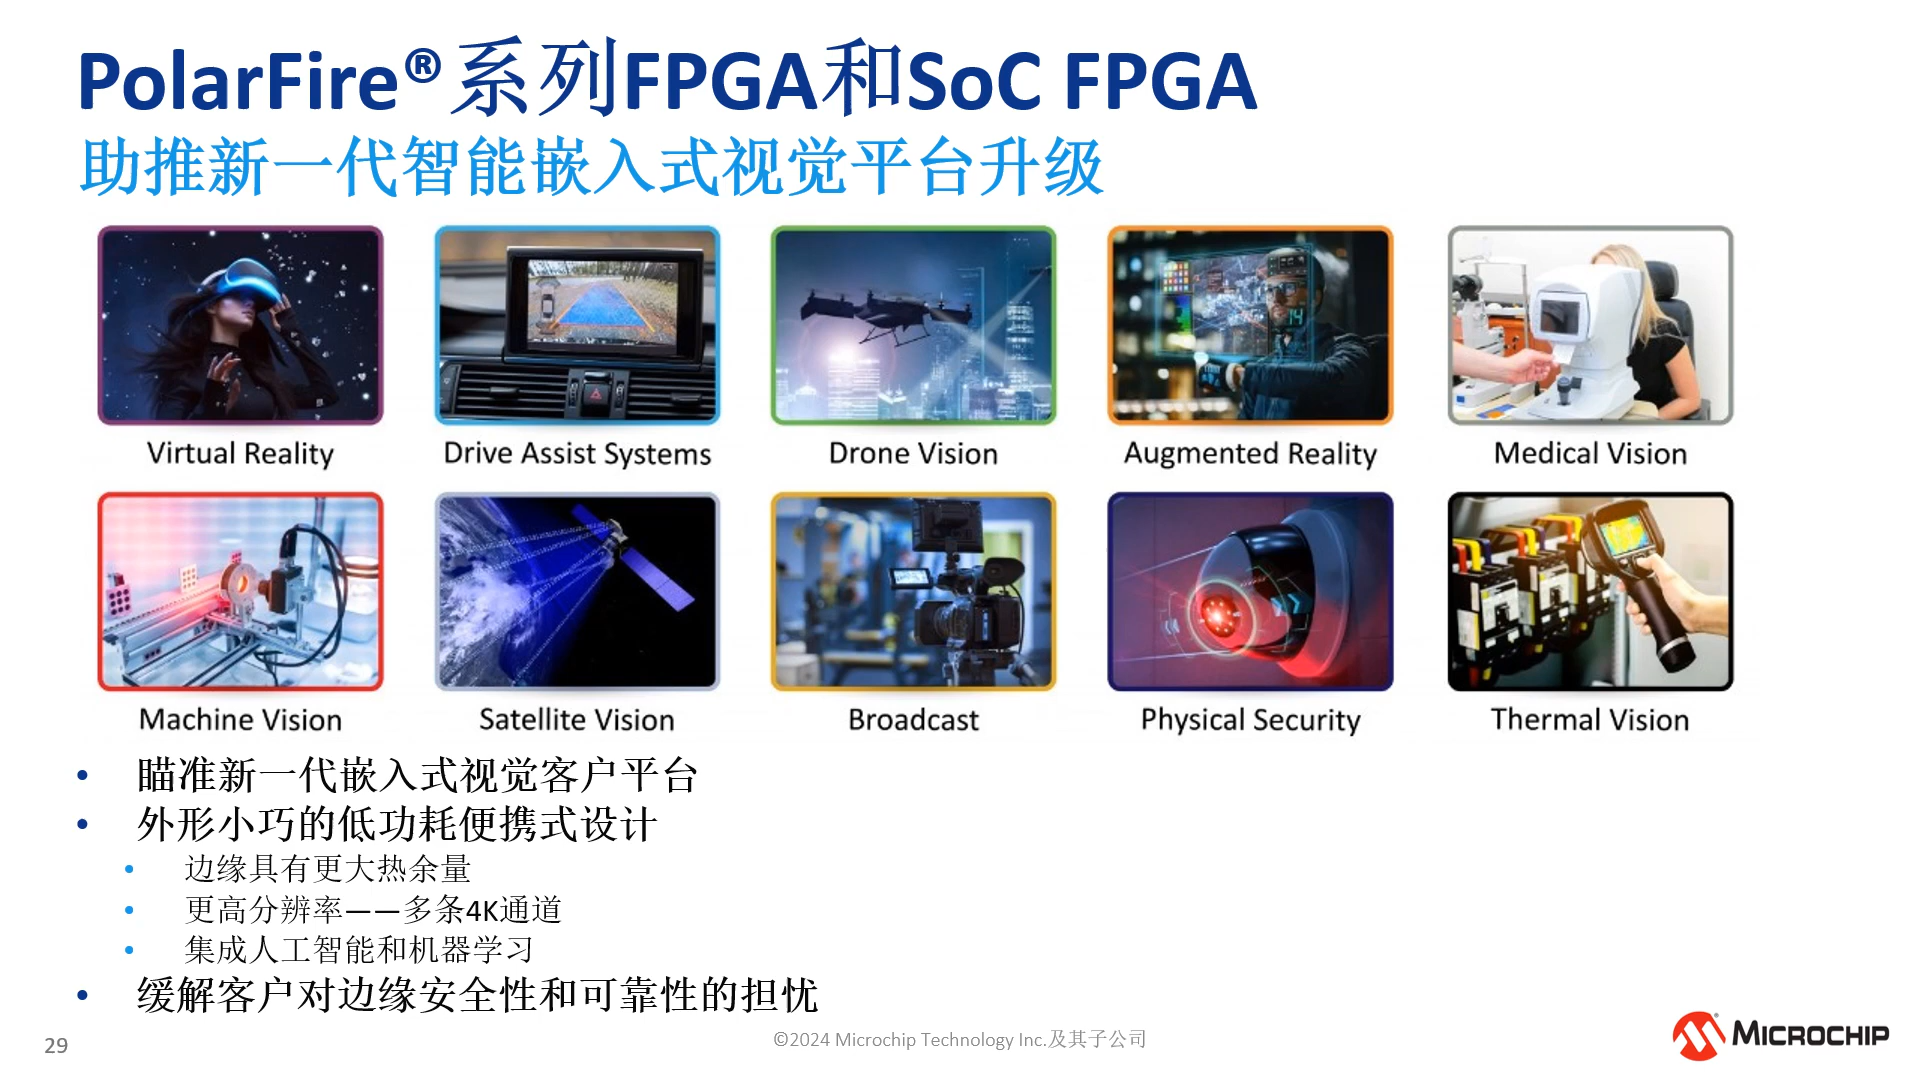 PolarFire®系列FPGA和SoC FPGA
助推新一代智能嵌入式视觉平台升级
Virtual Reality
Drive Assist Systems
Drone Vision
Augmented Reality
Medical Vision
Machine Vision
Satellite Vision
Broadcast
Physical Security
Thermal Vision
• 瞄准新一代嵌入式视觉客户平台
• 外形小巧的低功耗便携式设计
• 边缘具有更大热余量
• 更高分辨率——多条4K通道
• 集成人工智能和机器学习
• 缓解客户对边缘安全性和可靠性的担忧
29
©2024 Microchip Technology Inc.及其子公司
MICROCHIP